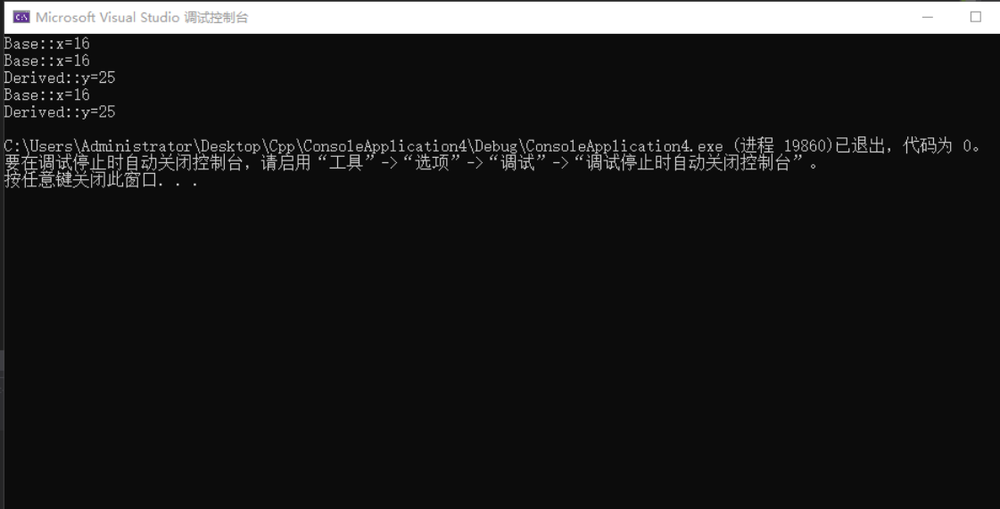 Microsoft Visual Studio 调试控制台
Base::x=16
Base::x=16
Derived::y=25
Base::x=16
Derived::y=25
C:\Users\Administrator\Desktop\Cpp\ConsoleApplication4\Debug\ConsoleApplication4.exe (进程 19860)已退出，代码为 0。
要在调试停止时自动关闭控制台，请启用“工具”->“选项”->“调试”->“调试停止时自动关闭控制台”。
按任意键关闭此窗口. . .